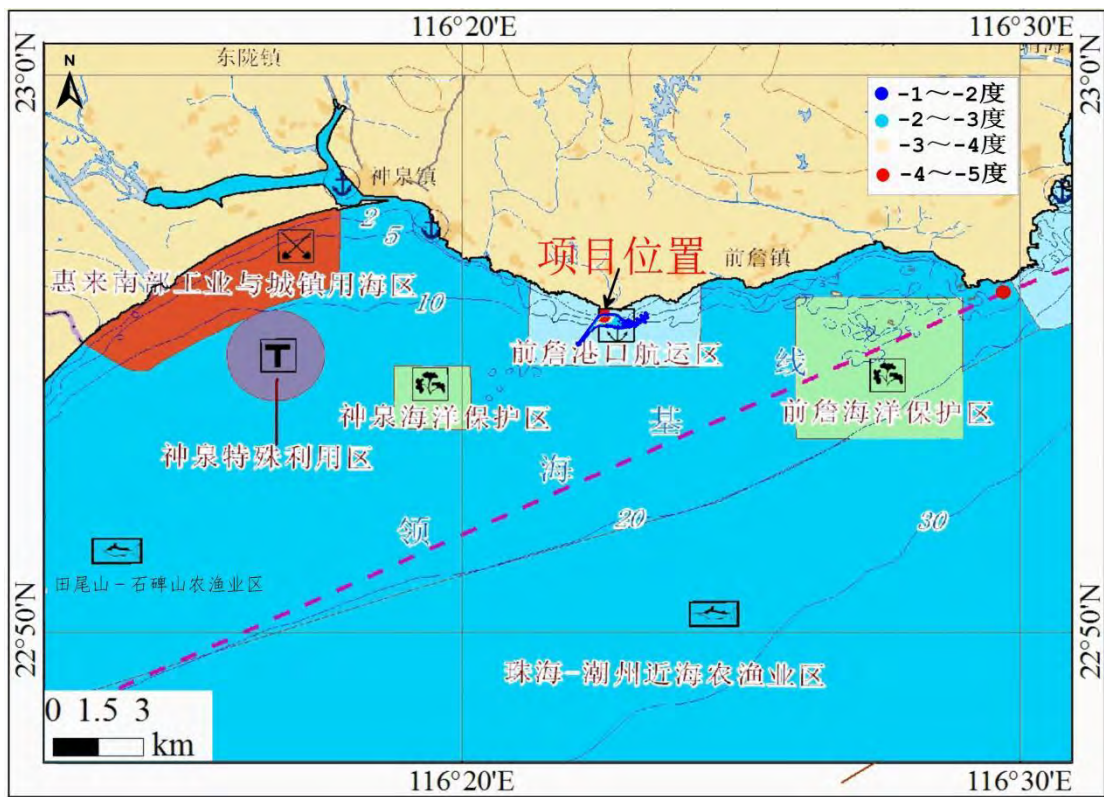 116°20'E
116°30'E
23°0'N
23°0'N
N
东陇镇
-1～-2度
-2～-3度
-3～-4度
-4～-5度
神泉镇
2
5
10
项目位置
前詹镇
惠来南部工业与城镇用海区
前詹港口航运区
线
T
神泉海洋保护区
基
前詹海洋保护区
神泉特殊利用区
海
领
20
30
田尾山－石碑山农渔业区
22°50'N
22°50'N
珠海-潮州近海农渔业区
0 1.5 3
km
116°20'E
116°30'E